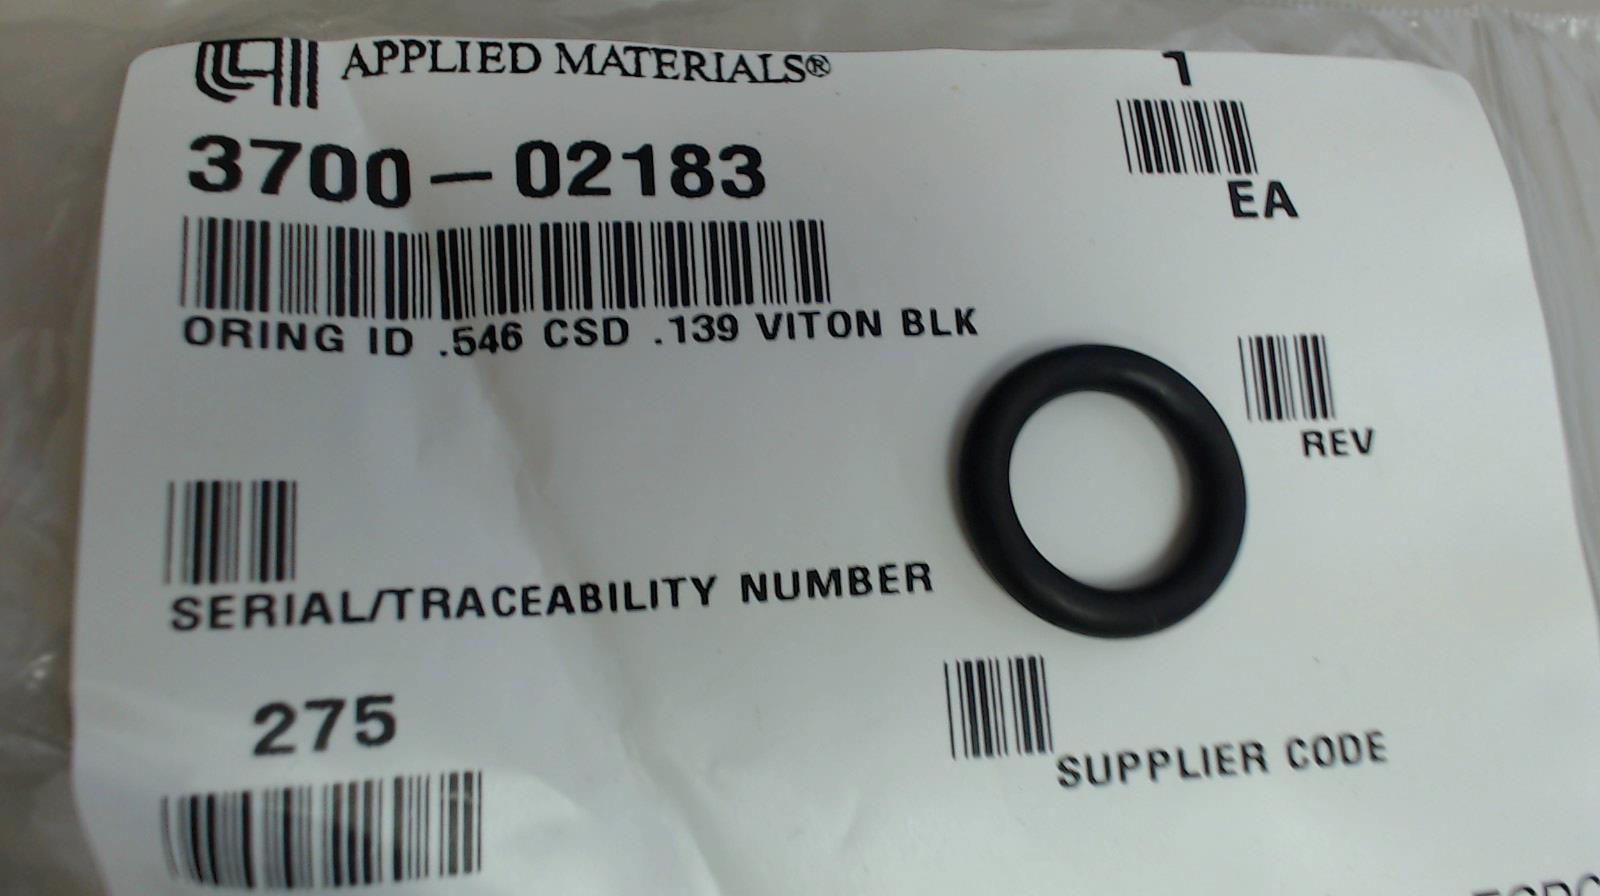 APPLIED MATERIALS®
1
3700-02183
EA
ORING ID .546 CSD .139 VITON BLK
REV
SERIAL/TRACEABILITY NUMBER
275
SUPPLIER CODE